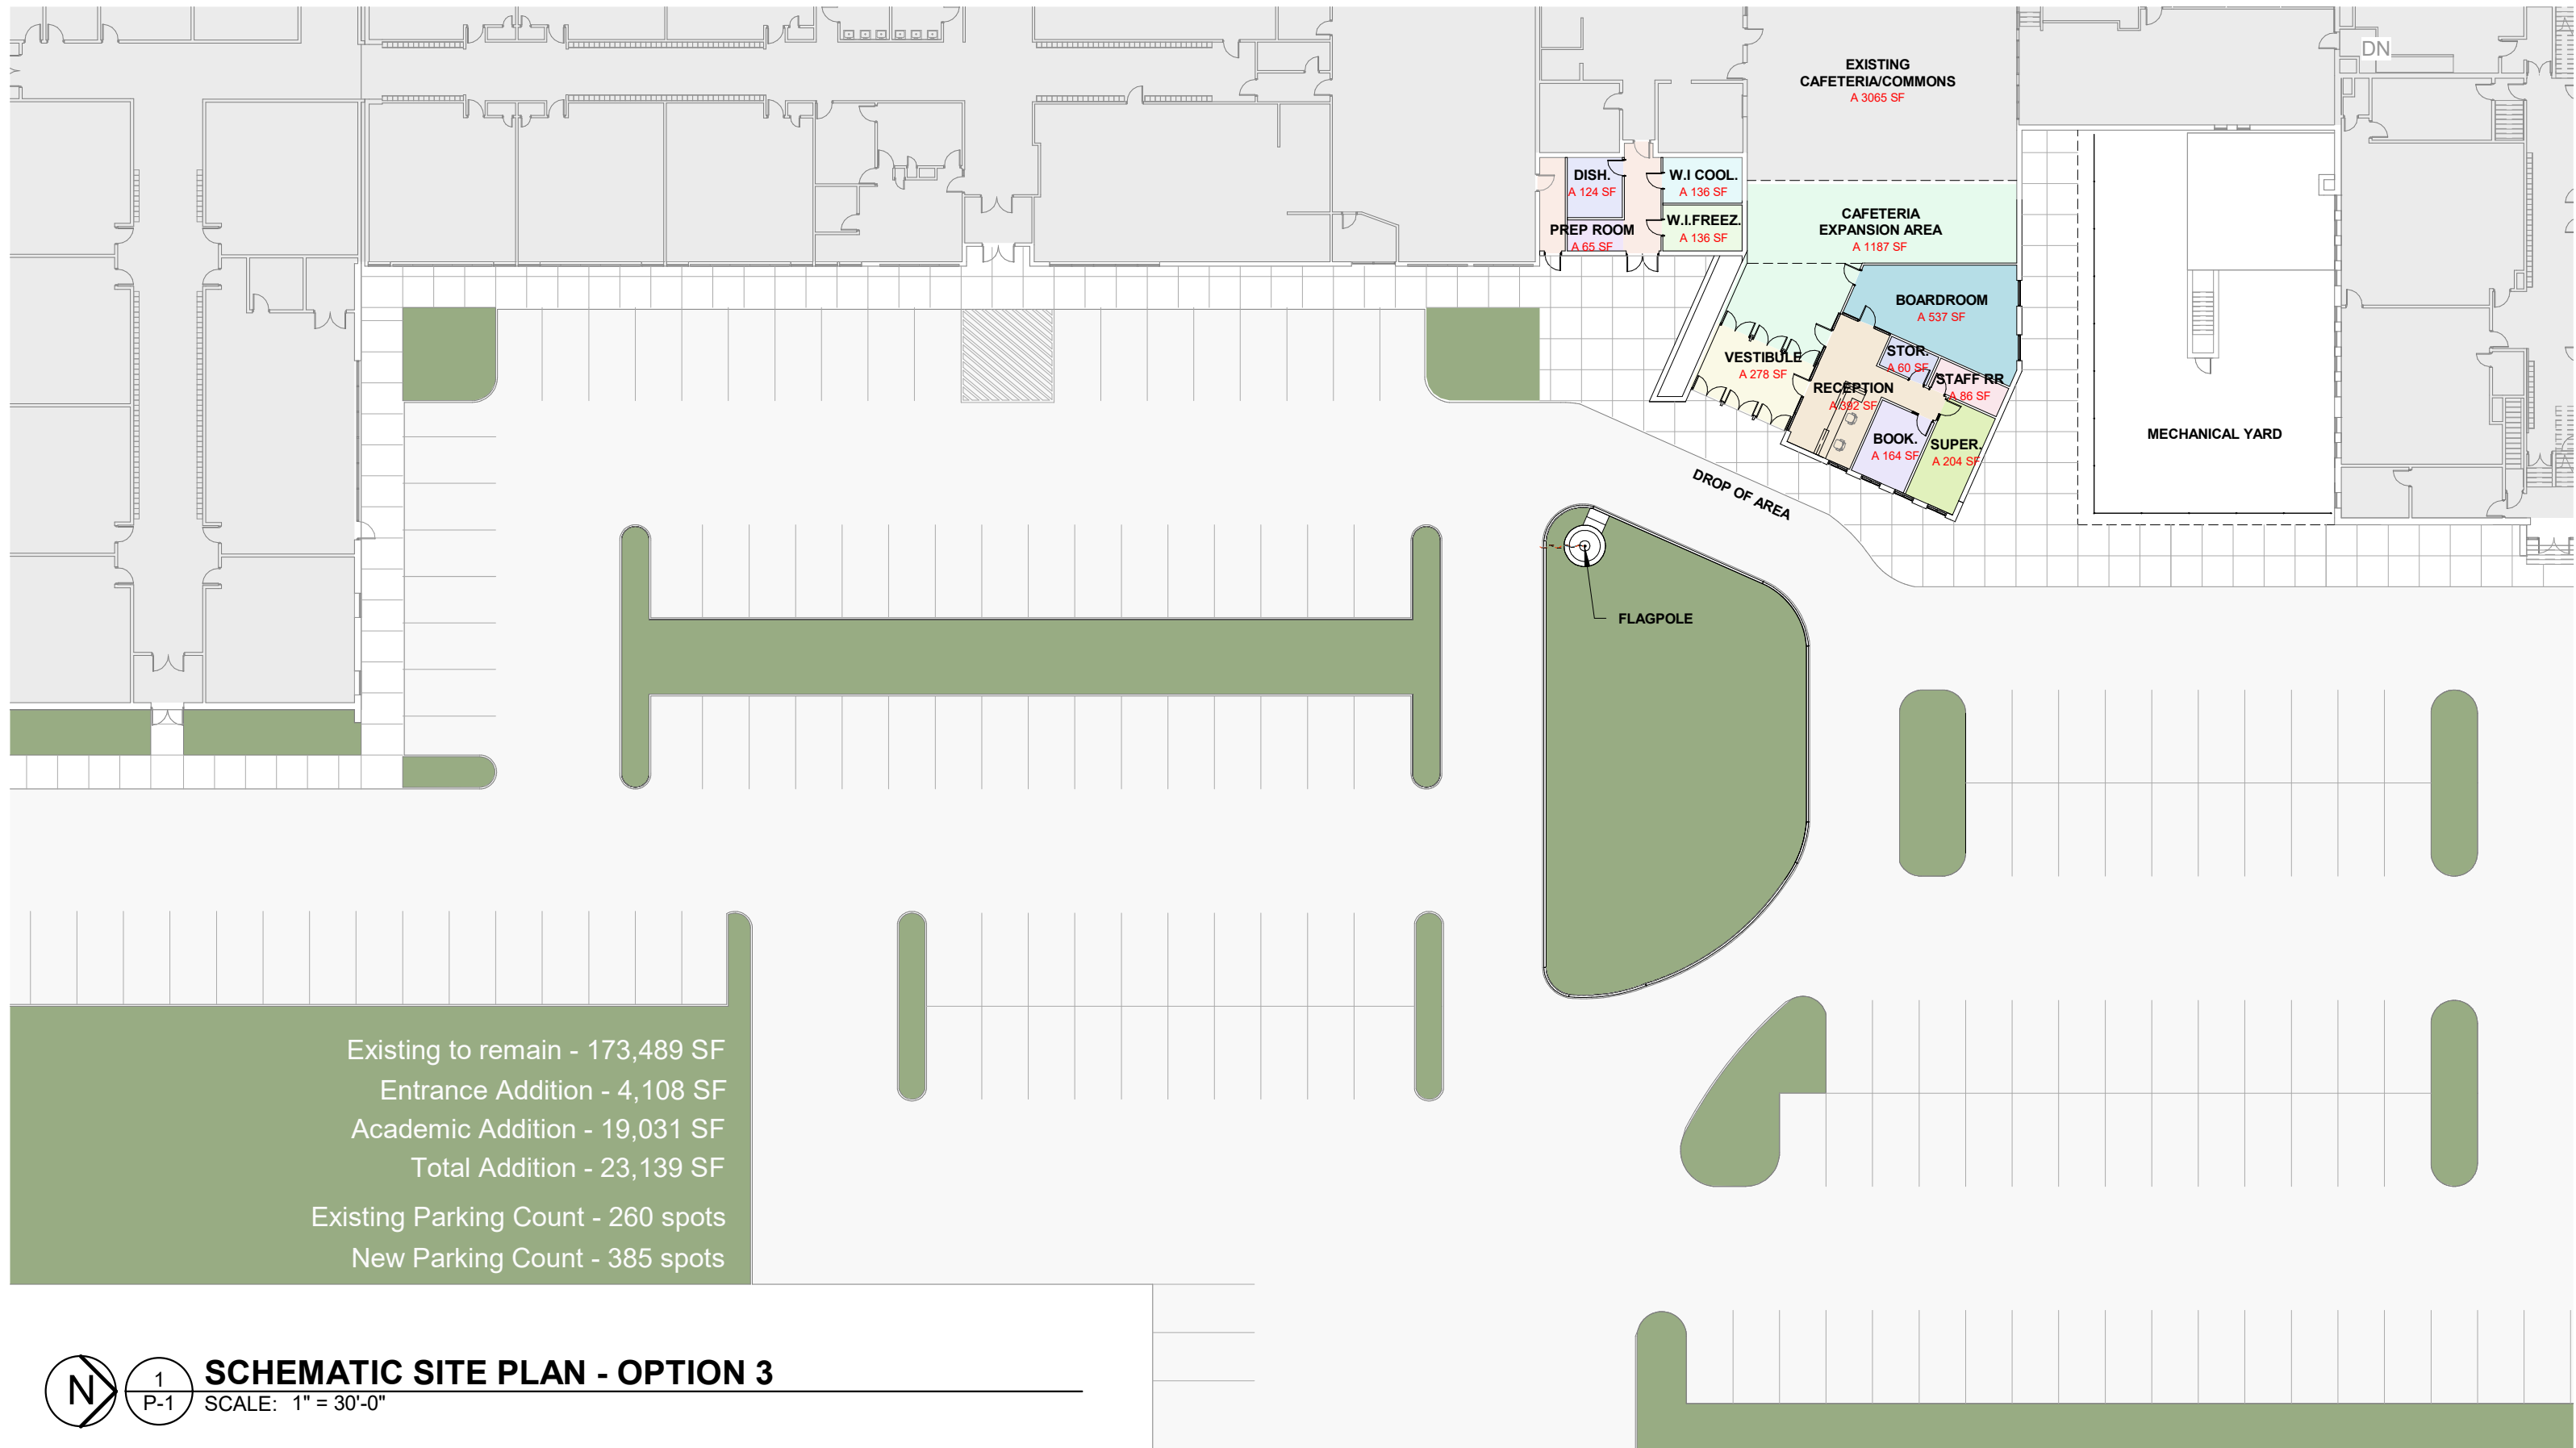 DN
EXISTING
CAFETERIA/COMMONS
A 3065 SF
DISH.
A 124 SF
W.I COOL.
A 136 SF
PREP ROOM
A 65 SF
W.I.FREEZ.
A 136 SF
CAFETERIA
EXPANSION AREA
A 1187 SF
BOARDROOM
A 537 SF
VESTIBULE
A 278 SF
STOR.
A 60 SF
STAFF RR
A 86 SF
RECEPTION
A 392 SF
BOOK.
A 164 SF
SUPER.
A 204 SF
MECHANICAL YARD
DROP OF AREA
FLAGPOLE
Existing to remain - 173,489 SF
Entrance Addition - 4,108 SF
Academic Addition - 19,031 SF
Total Addition - 23,139 SF
Existing Parking Count - 260 spots
New Parking Count - 385 spots
N
1
P-1
SCHEMATIC SITE PLAN - OPTION 3
SCALE: 1" = 30'-0"